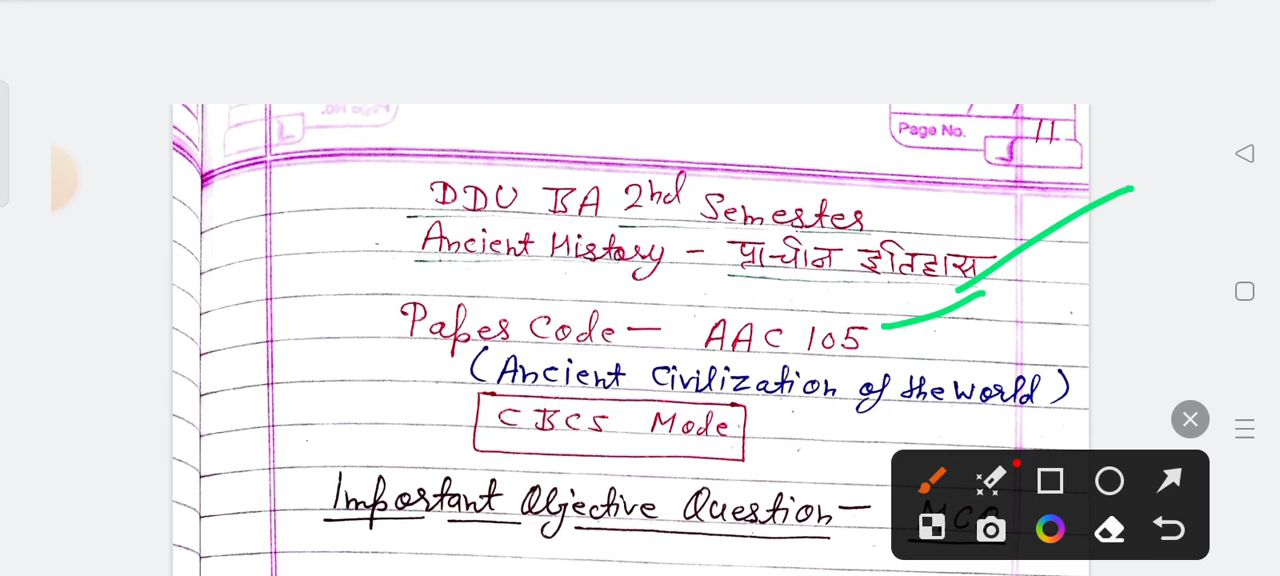 Page No.
11
DDU BA 2nd Semester
Ancient History - प्राचीन इतिहास
Paper Code - AAC 105
(Ancient Civilization of the world)
CBCS Mode
Important Objective Question - MCQ